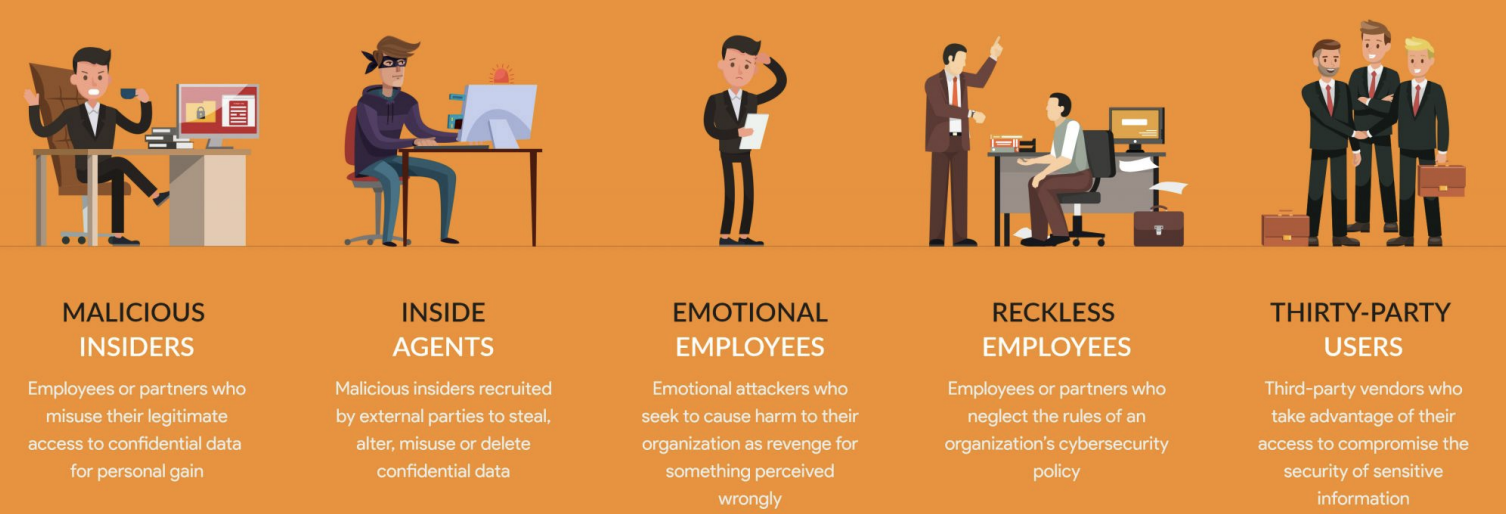 MALICIOUS
INSIDERS
Employees or partners who
misuse their legitimate
access to confidential data
for personal gain
INSIDE
AGENTS
Malicious insiders recruited
by external parties to steal,
alter, misuse or delete
confidential data
EMOTIONAL
EMPLOYEES
Emotional attackers who
seek to cause harm to their
organization as revenge for
something perceived
wrongly
RECKLESS
EMPLOYEES
Employees or partners who
neglect the rules of an
organization's cybersecurity
policy
THIRTY-PARTY
USERS
Third-party vendors who
take advantage of their
access to compromise the
security of sensitive
information